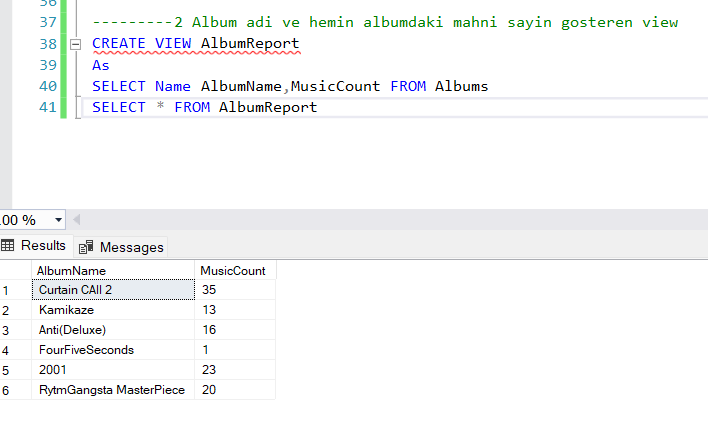 36
37 ---------2 Album adi ve hemin albumdaki mahni sayin gosteren view
38 CREATE VIEW AlbumReport
39 As
40 SELECT Name AlbumName,MusicCount FROM Albums
41 SELECT * FROM AlbumReport
.00 %
Results Messages
AlbumName MusicCount
1 Curtain CAll 2 35
2 Kamikaze 13
3 Anti(Deluxe) 16
4 FourFiveSeconds 1
5 2001 23
6 RytmGangsta MasterPiece 20